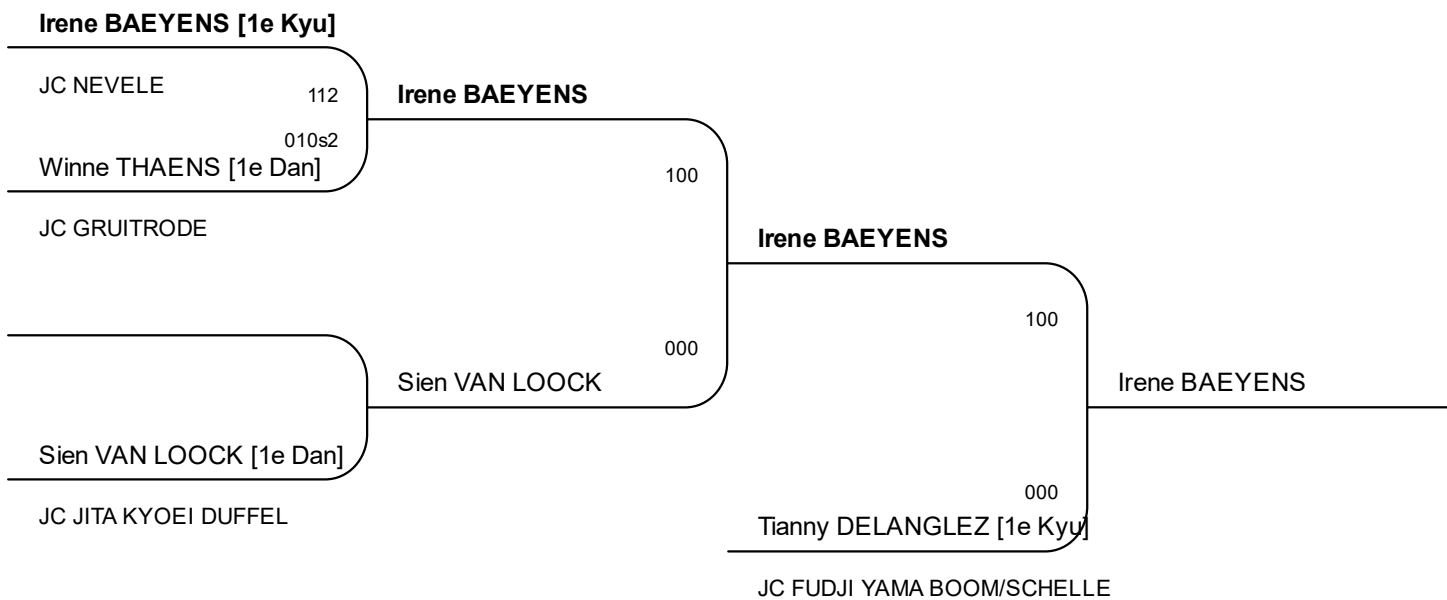 Irene BAEYENS [1e Kyu]
JC NEVELE
112
010s2
Winne THAENS [1e Dan]
JC GRUITRODE
Sien VAN LOOCK [1e Dan]
JC JITA KYOEI DUFFEL
Irene BAEYENS
100
000
Sien VAN LOOCK
Irene BAEYENS
100
000
Tianny DELANGLEZ [1e Kyu]
JC FUDJI YAMA BOOM/SCHELLE
Irene BAEYENS